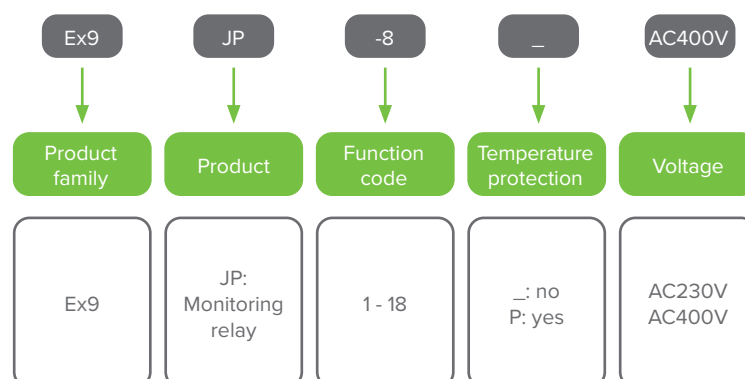 Ex9
JP
-8
_
AC400V
Product
family
Product
Function
code
Temperature
protection
Voltage
Ex9
JP:
Monitoring
relay
1 - 18
_: no
P: yes
AC230V
AC400V